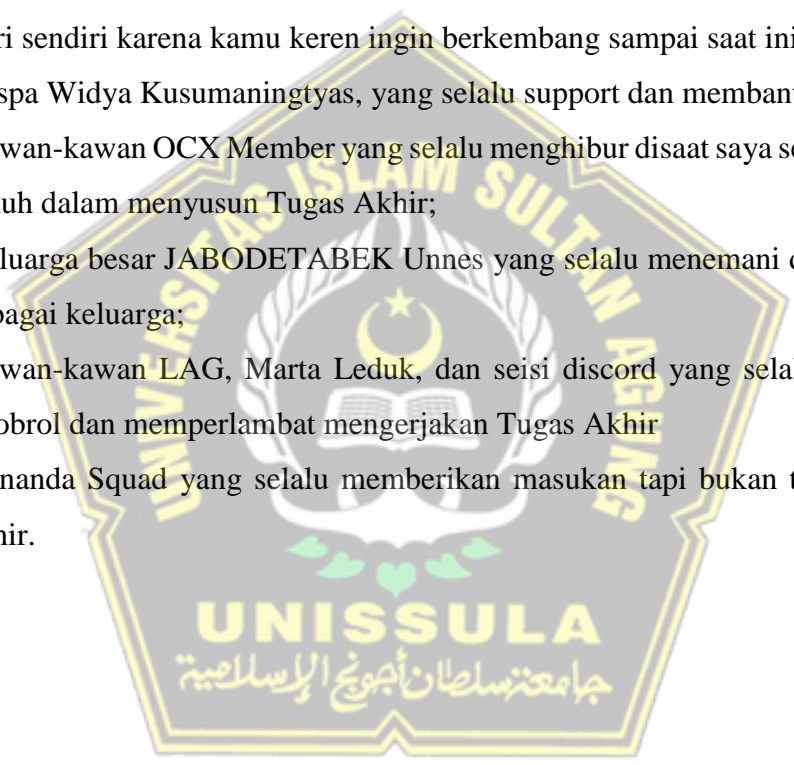 ri sendiri karena kamu keren ingin berkembang sampai saat ini
spa Widya Kusumaningtyas, yang selalu support dan membant
wan-kawan OCX Member yang selalu menghibur disaat saya se
uh dalam menyusun Tugas Akhir;
luarga besar JABODETABEK Unnes yang selalu menemani d
bagai keluarga;
wan-kawan LAG, Marta Leduk, dan seisi discord yang selal
obrol dan memperlambat mengerjakan Tugas Akhir
nanda Squad yang selalu memberikan masukan tapi bukan t
hir.
UNIVERSITAS ISLAM SULTAN AGUNG
UNISSULA
جامعة سلطان أجونج الإسلامية